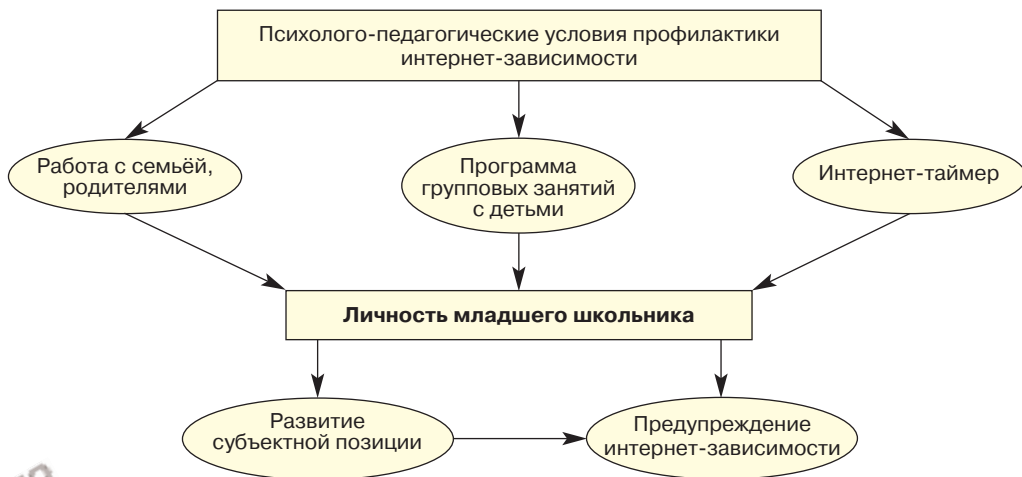 Психолого-педагогические условия профилактики
интернет-зависимости
Работа с семьёй,
родителями
Программа
групповых занятий
с детьми
Интернет-таймер
Личность младшего школьника
Развитие
субъектной позиции
Предупреждение
интернет-зависимости